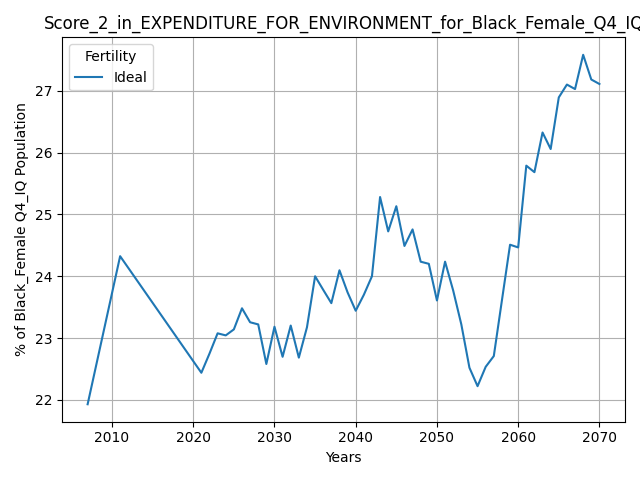 Score_2_in_EXPENDITURE_FOR_ENVIRONMENT_for_Black_Female_Q4_IQ
Fertility
Ideal
% of Black_Female Q4_IQ Population
27
26
25
24
23
22
2010
2020
2030
2040
2050
2060
2070
Years